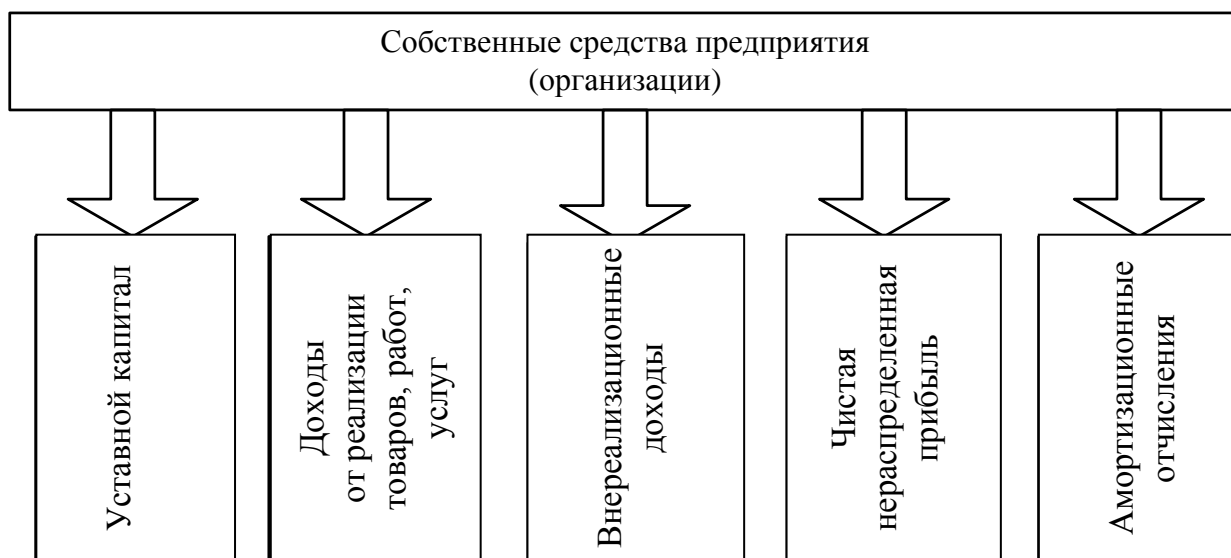 Собственные средства предприятия
(организации)
Уставной капитал
Доходы
от реализации
товаров, работ,
услуг
Внереализационные
доходы
Чистая
нераспределенная
прибыль
Амортизационные
отчисления